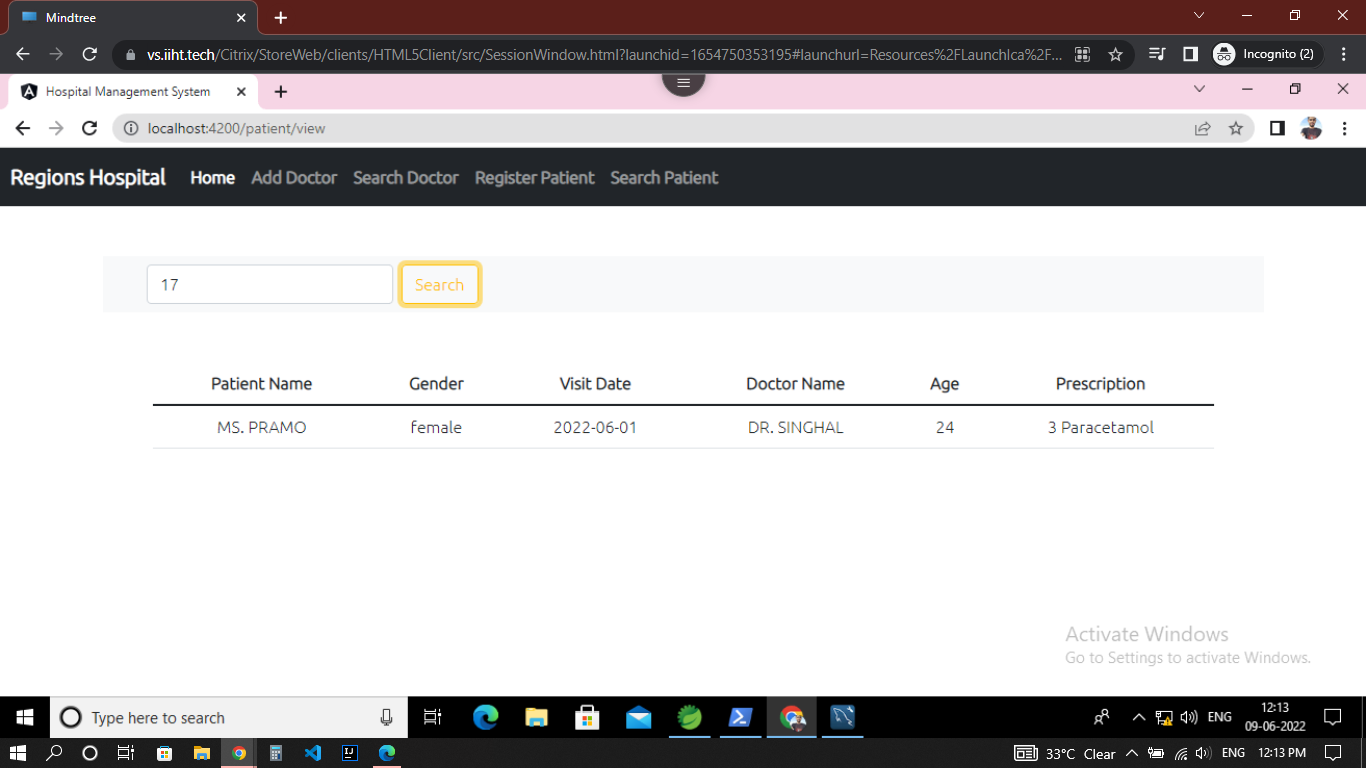 Mindtree
vs.iiht.tech/Citrix/StoreWeb/clients/HTML5Client/src/SessionWindow.html?launchid=1654750353195#launchurl=Resources%2FLaunchIca%2F... Incognito (2)
Hospital Management System
localhost:4200/patient/view
Regions Hospital Home Add Doctor Search Doctor Register Patient Search Patient
17 Search
Patient Name Gender Visit Date Doctor Name Age Prescription
MS. PRAMO female 2022-06-01 DR. SINGHAL 24 3 Paracetamol
Activate Windows
Go to Settings to activate Windows.
Type here to search ENG 12:13
09-06-2022
33°C Clear ENG 12:13 PM